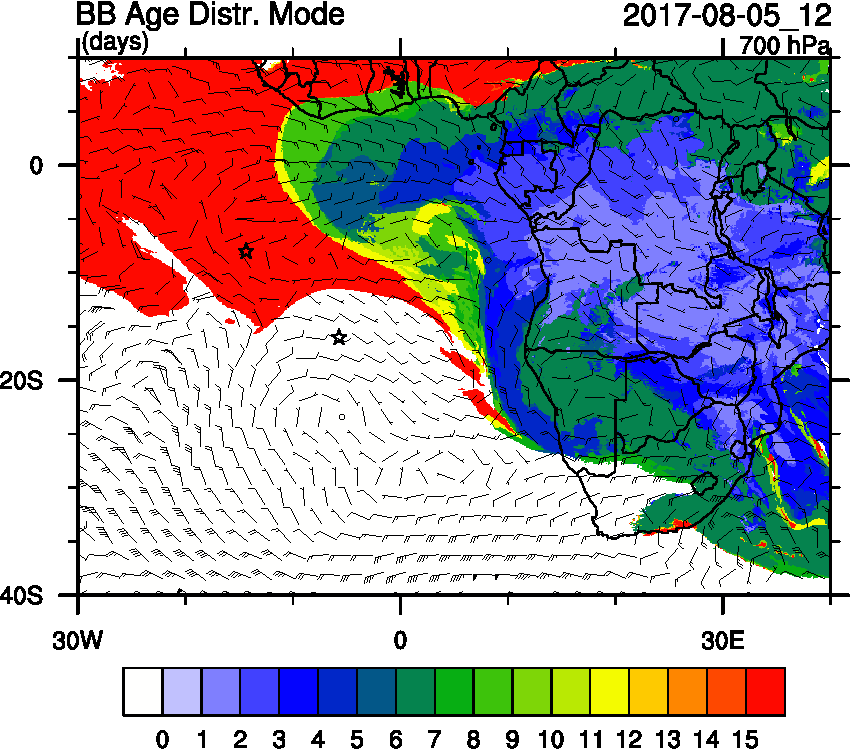 BB Age Distr. Mode 2017-08-05_12
(days) 700 hPa
0
20S
40S
30W 0 30E
0 1 2 3 4 5 6 7 8 9 10 11 12 13 14 15